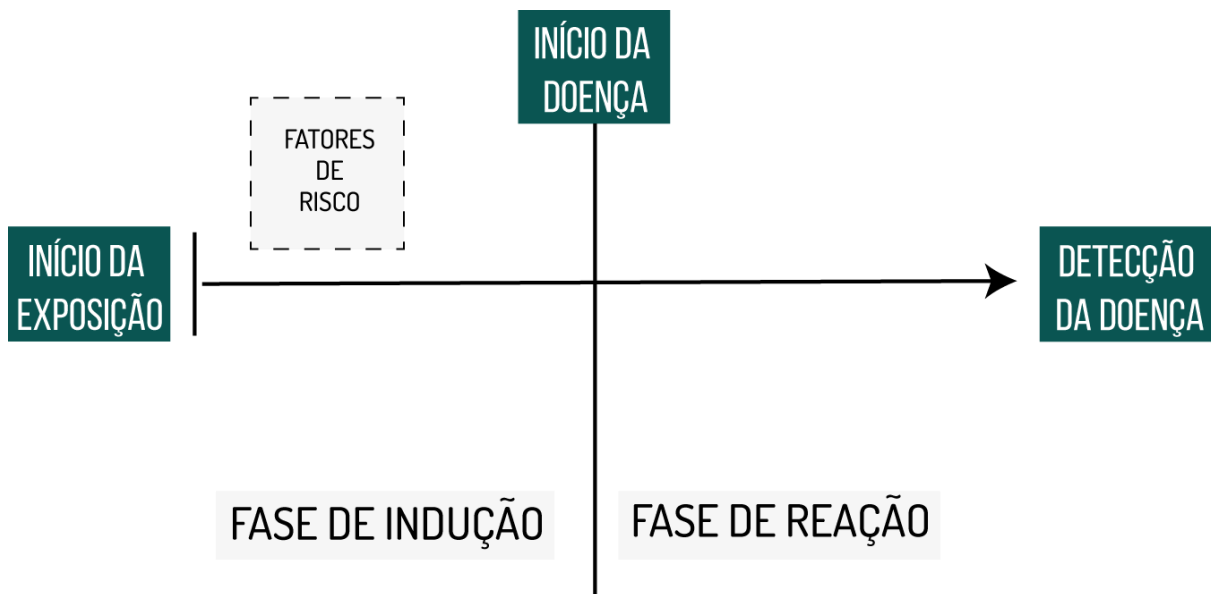 INÍCIO DA
DOENÇA
FATORES
DE
RISCO
INÍCIO DA
EXPOSIÇÃO
DETECÇÃO
DA DOENÇA
FASE DE INDUÇÃO
FASE DE REAÇÃO